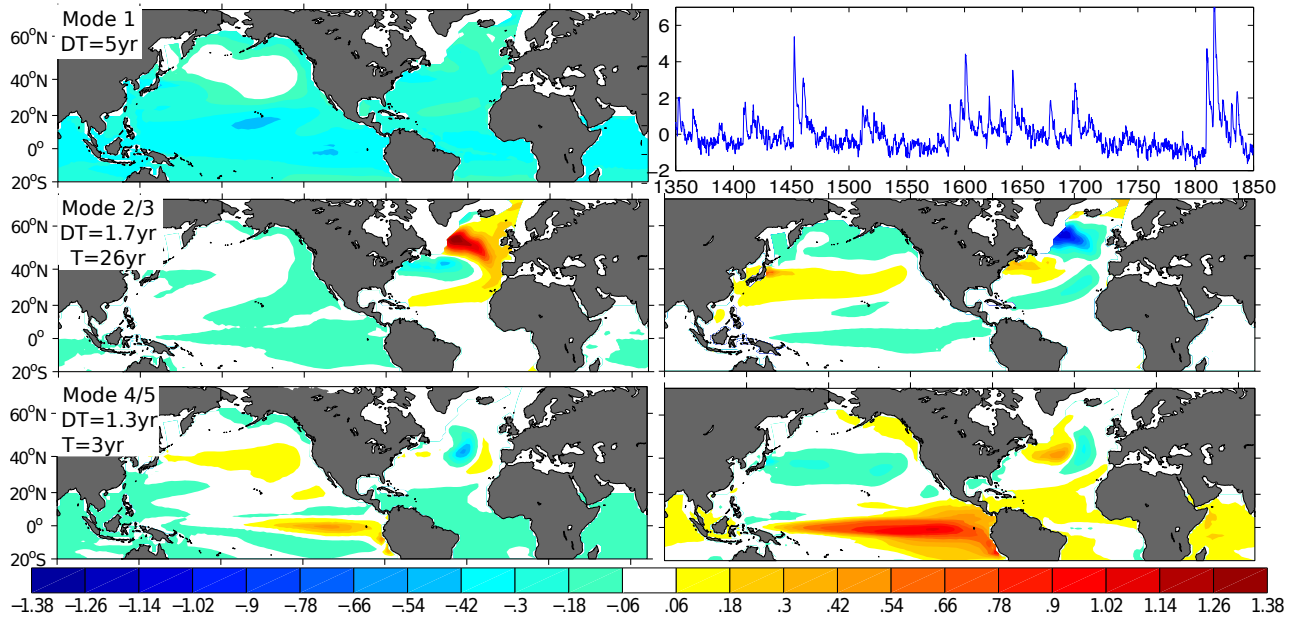 Mode 1
DT=5yr
60°N
40°N
20°N
0°
20°S
6
4
2
0
−2
1350 1400 1450 1500 1550 1600 1650 1700 1750 1800 1850
Mode 2/3
DT=1.7yr
T=26yr
60°N
40°N
20°N
0°
20°S
Mode 4/5
DT=1.3yr
T=3yr
60°N
40°N
20°N
0°
20°S
−1.38 −1.26 −1.14 −1.02 −.9 −.78 −.66 −.54 −.42 −.3 −.18 −.06 .06 .18 .3 .42 .54 .66 .78 .9 1.02 1.14 1.26 1.38